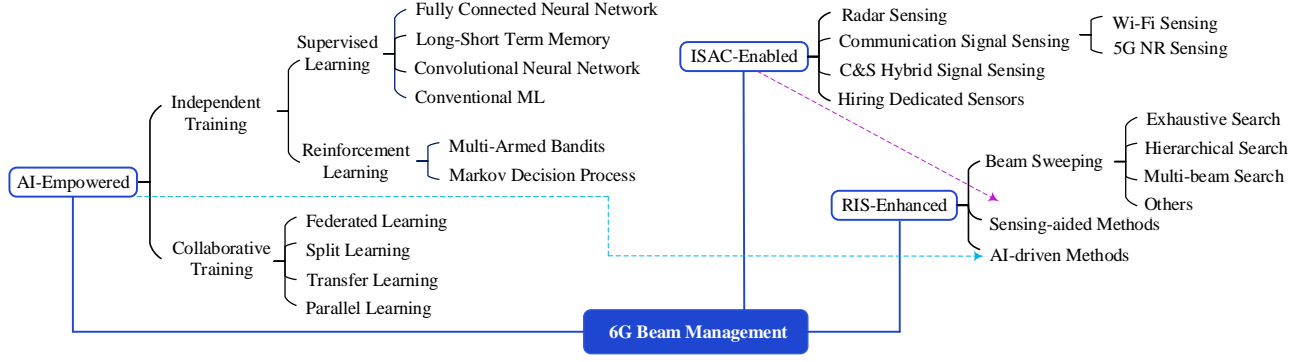 AI-Empowered
Independent
Training
Supervised
Learning
Fully Connected Neural Network
Long-Short Term Memory
Convolutional Neural Network
Conventional ML
Reinforcement
Learning
Multi-Armed Bandits
Markov Decision Process
Collaborative
Training
Federated Learning
Split Learning
Transfer Learning
Parallel Learning
ISAC-Enabled
Radar Sensing
Communication Signal Sensing
Wi-Fi Sensing
5G NR Sensing
C&S Hybrid Signal Sensing
Hiring Dedicated Sensors
RIS-Enhanced
Beam Sweeping
Exhaustive Search
Hierarchical Search
Multi-beam Search
Others
Sensing-aided Methods
AI-driven Methods
6G Beam Management